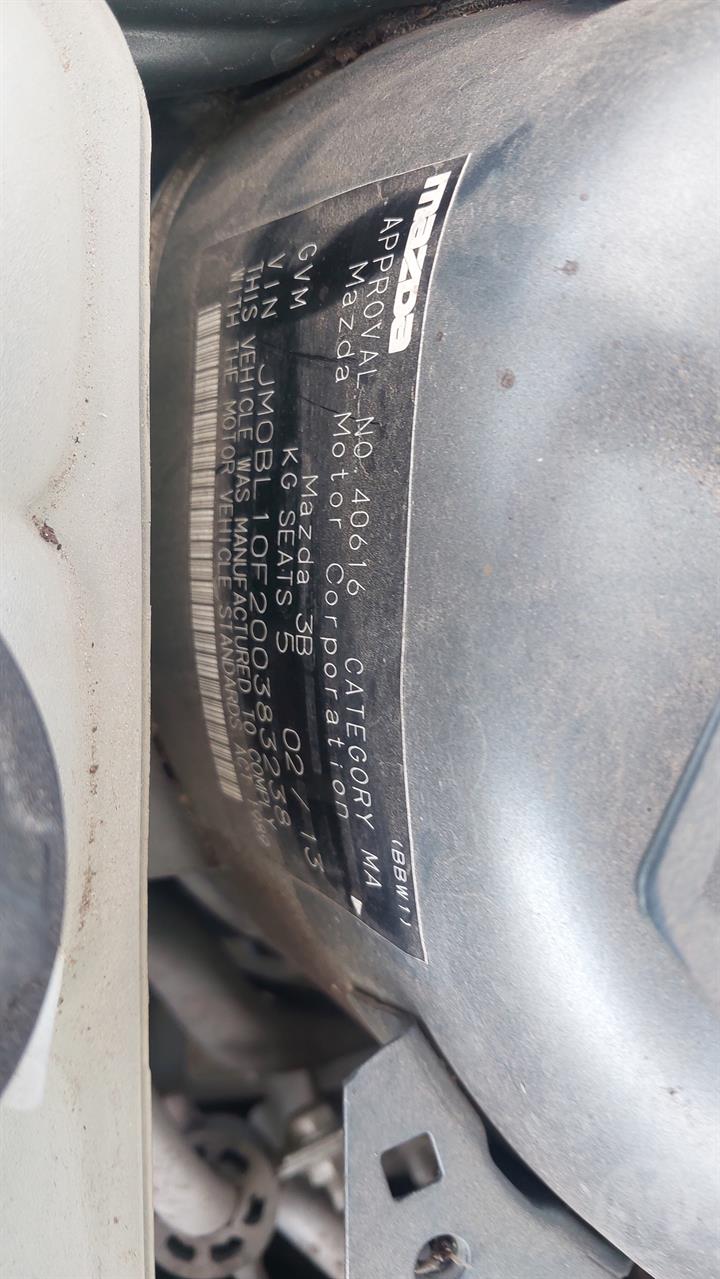 mazda
(BBW1)
APPROVAL NO. 40616 CATEGORY MA
Mazda Motor Corporation
Mazda 3B 02/13
GVM KG SEATS 5
VIN JM0BL10F200383238
THIS VEHICLE WAS MANUFACTURED TO COMPLY
WITH THE MOTOR VEHICLE STANDARDS ACT 1989